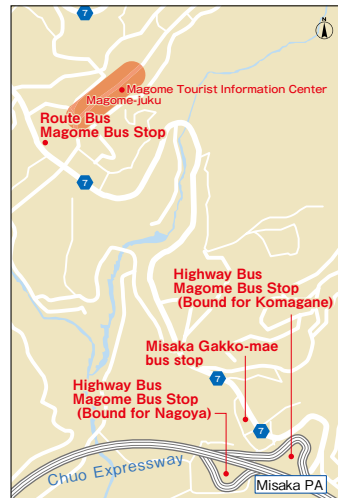 7
N
Magome Tourist Information Center
Magome-juku
Route Bus
Magome Bus Stop
7
Highway Bus
Magome Bus Stop
(Bound for Komagane)
Misaka Gakko-mae
bus stop
7
Highway Bus
Magome Bus Stop
(Bound for Nagoya)
7
Chuo Expressway
Misaka PA